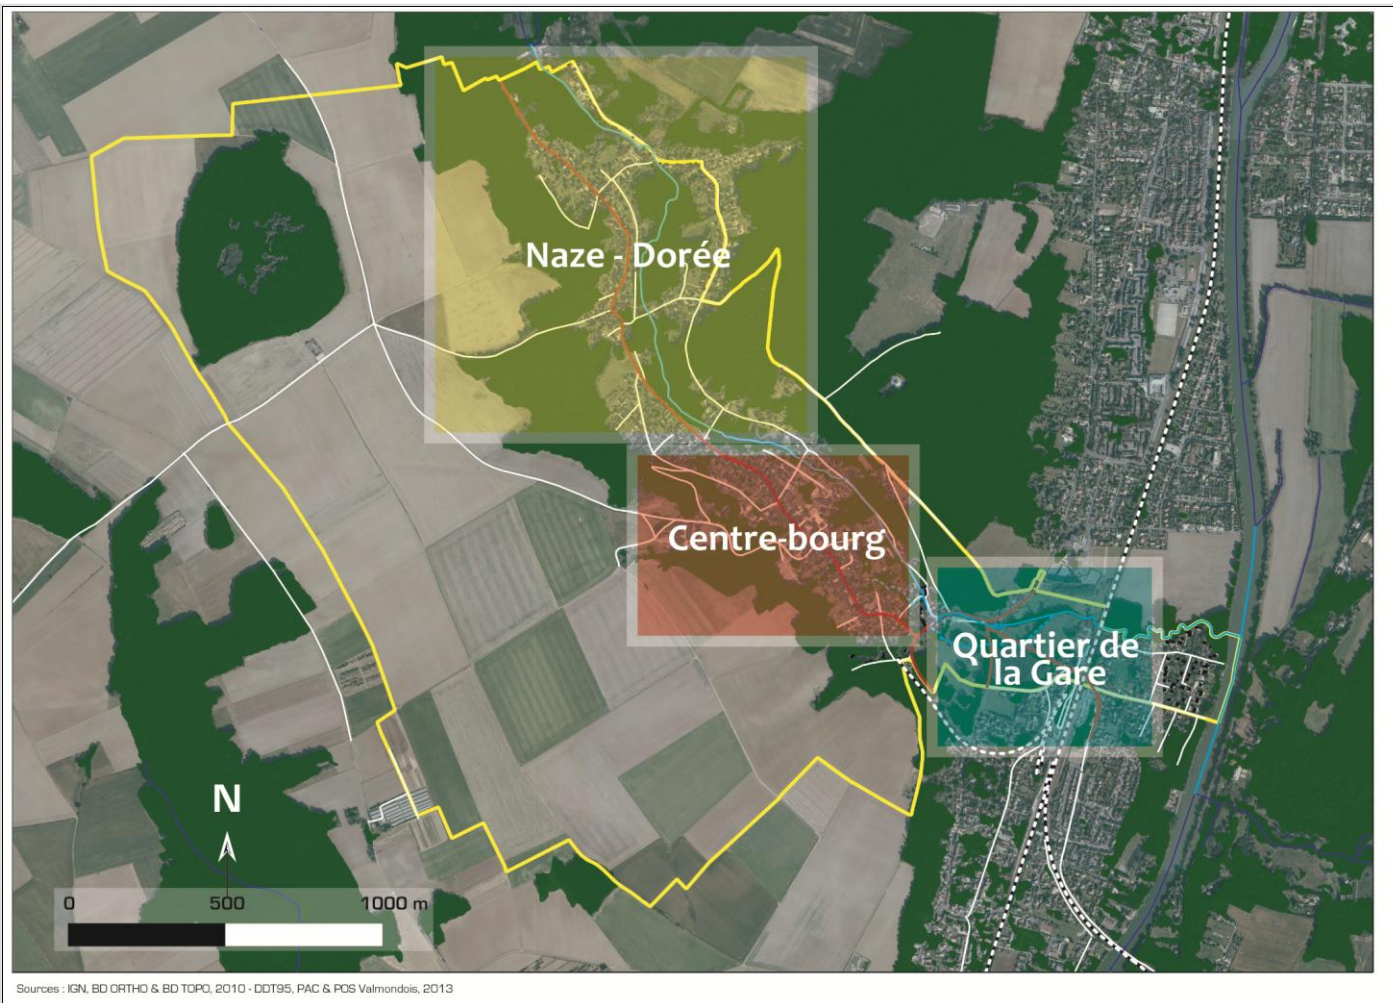 Naze - Dorée
Centre-bourg
Quartier de
la Gare
N
0 500 1000 m
Sources : IGN, BD ORTHO & BD TOPO, 2010 - DDT95, PAC & POS Valmondois, 2013